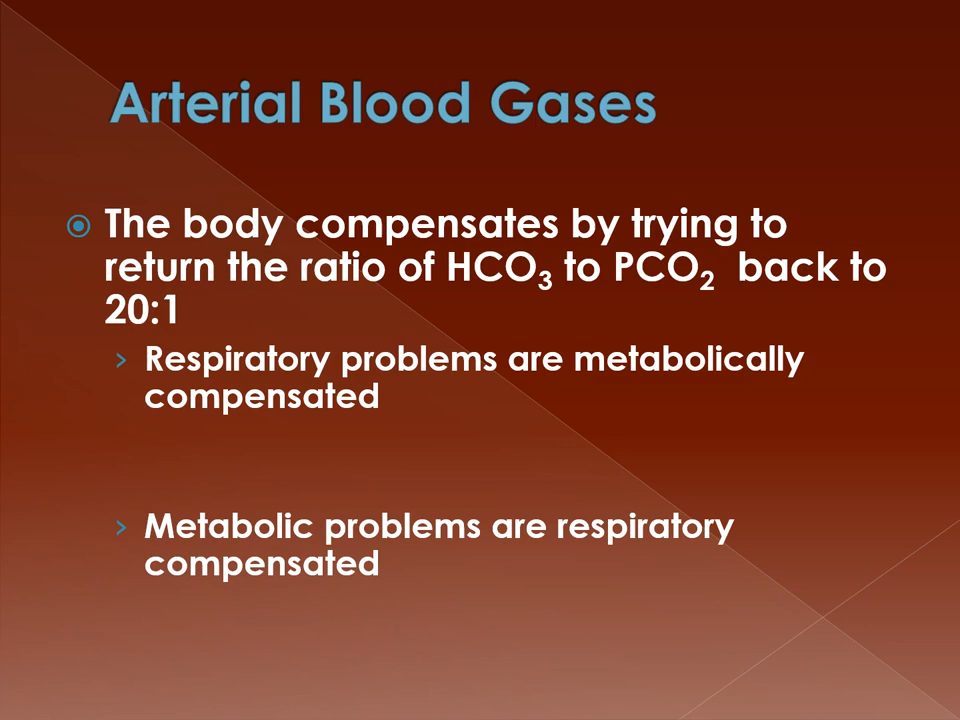 Arterial Blood Gases
The body compensates by trying to
return the ratio of HCO₃ to PCO₂ back to
20:1
› Respiratory problems are metabolically
compensated
› Metabolic problems are respiratory
compensated